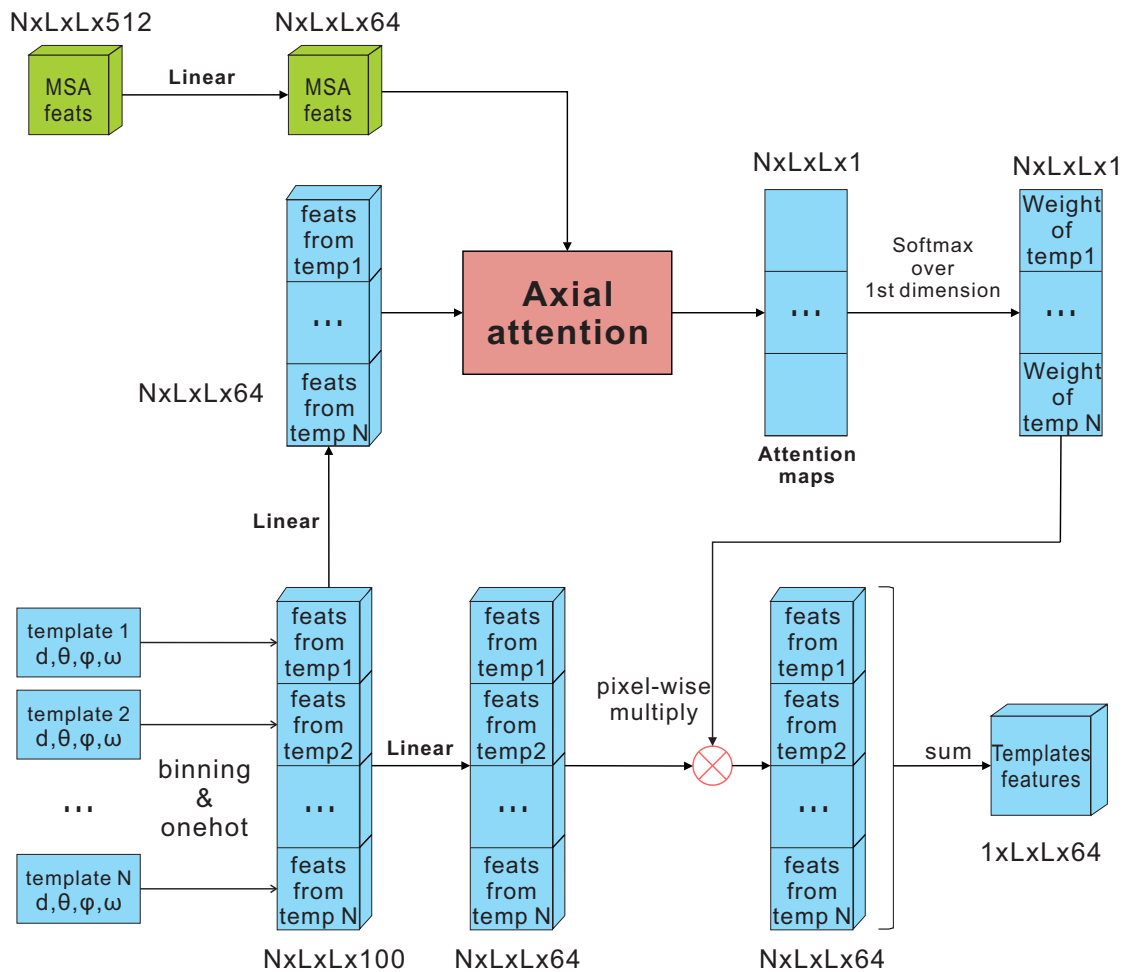 NxLxLx512
NxLxLx64
MSA
feats
Linear
MSA
feats
NxLxLx1
NxLxLx1
feats
from
temp1
...
feats
from
temp N
NxLxLx64
Axial
attention
...
Attention
maps
Softmax
over
1st dimension
Weight
of
temp1
...
Weight
of
temp N
Linear
template 1
d,θ,φ,ω
template 2
d,θ,φ,ω
...
template N
d,θ,φ,ω
binning
&
onehot
feats
from
temp1
feats
from
temp2
...
feats
from
temp N
NxLxLx100
Linear
feats
from
temp1
feats
from
temp2
...
feats
from
temp N
NxLxLx64
pixel-wise
multiply
feats
from
temp1
feats
from
temp2
...
feats
from
temp N
NxLxLx64
sum
Templates
features
1xLxLx64